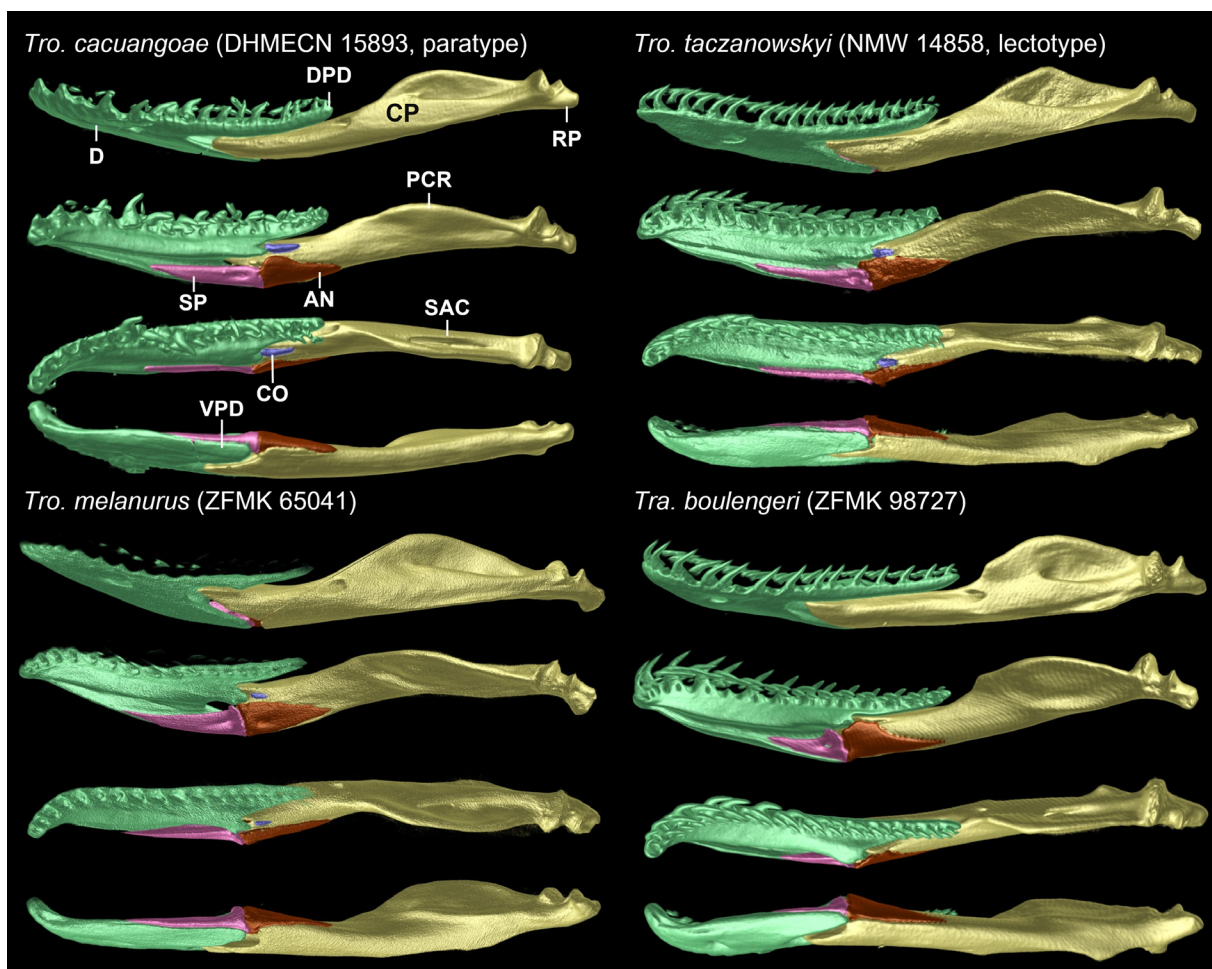 Tro. cacuangoae (DHMECN 15893, paratype)
Tro. taczanowskyi (NMW 14858, lectotype)
DPD
CP
D
RP
PCR
SP
AN
SAC
CO
VPD
Tro. melanurus (ZFMK 65041)
Tra. boulengeri (ZFMK 98727)